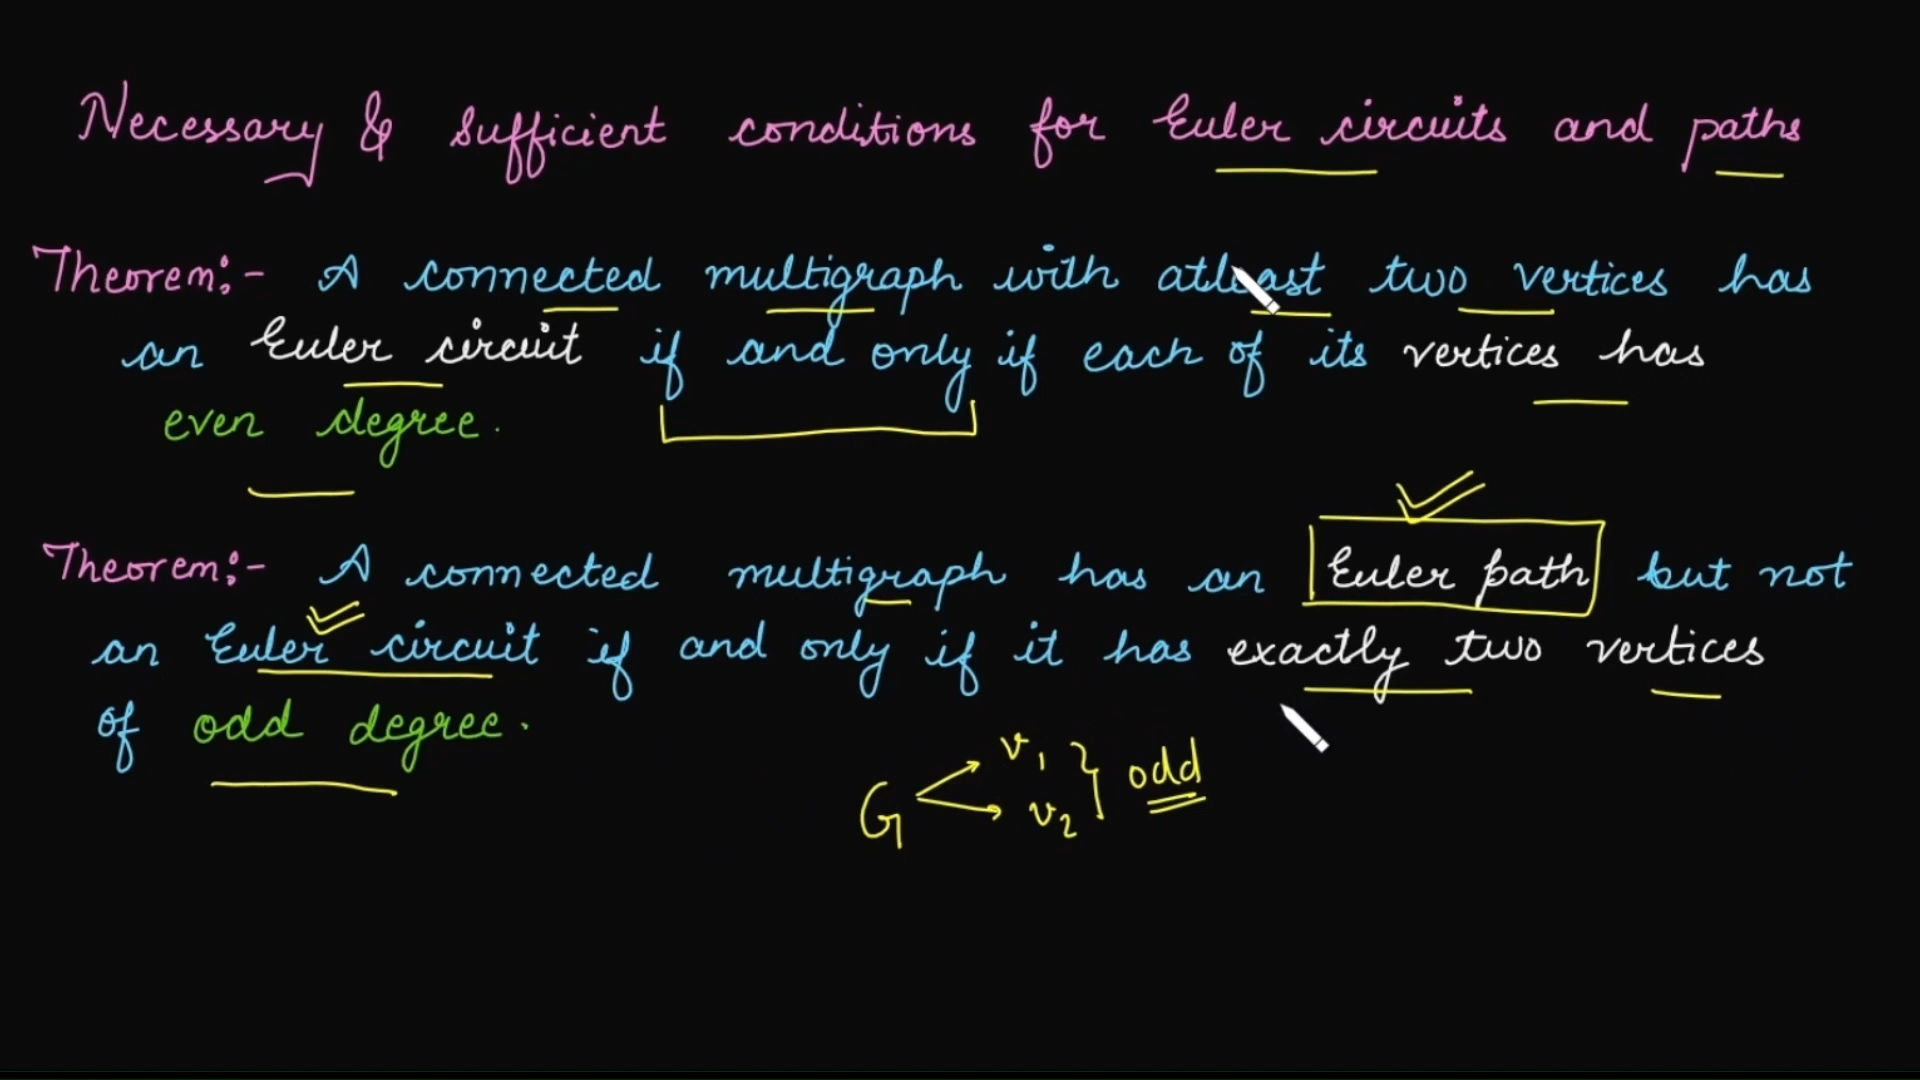 Necessary & Sufficient conditions for Euler circuits and paths
Theorem:- A connected multigraph with atleast two vertices has
an Euler circuit if and only if each of its vertices has
even degree.
Theorem:- A connected multigraph has an Euler path but not
an Euler circuit if and only if it has exactly two vertices
of odd degree.
G v1 v2 } odd